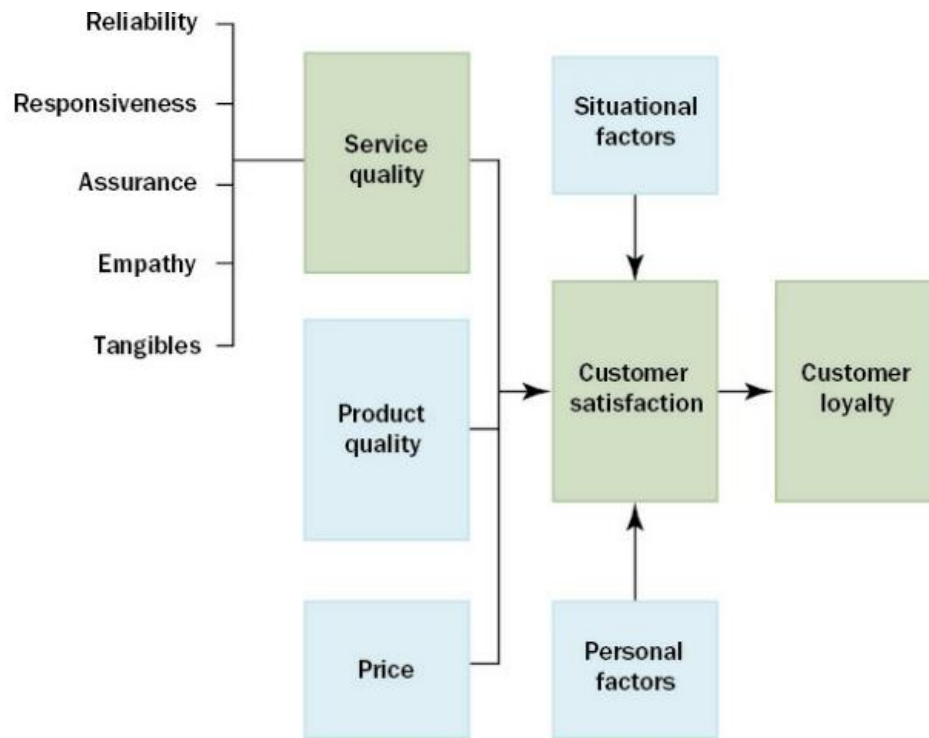 Reliability
Responsiveness
Assurance
Empathy
Tangibles
Service
quality
Product
quality
Price
Situational
factors
Customer
satisfaction
Personal
factors
Customer
loyalty